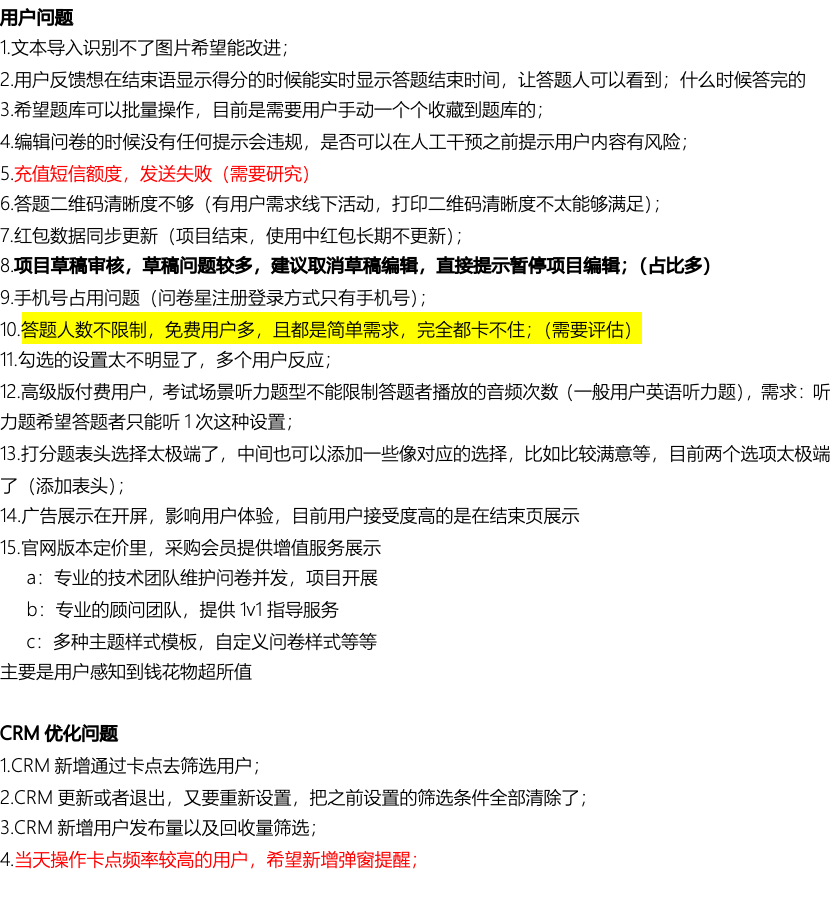 用户问题
1.文本导入识别不了图片希望能改进；
2.用户反馈想在结束语显示得分的时候能实时显示答题结束时间，让答题人可以看到；什么时候答完的
3.希望题库可以批量操作，目前是需要用户手动一个个收藏到题库的；
4.编辑问卷的时候没有任何提示会违规，是否可以在人工干预之前提示用户内容有风险；
5.充值短信额度，发送失败（需要研究）
6.答题二维码清晰度不够（有用户需求线下活动，打印二维码清晰度不太能够满足）；
7.红包数据同步更新（项目结束，使用中红包长期不更新）；
8.项目草稿审核，草稿问题较多，建议取消草稿编辑，直接提示暂停项目编辑；（占比多）
9.手机号占用问题（问卷星注册登录方式只有手机号）；
10.答题人数不限制，免费用户多，且都是简单需求，完全都卡不住；（需要评估）
11.勾选的设置太不明显了，多个用户反应；
12.高级版付费用户，考试场景听力题型不能限制答题者播放的音频次数（一般用户英语听力题），需求：听
力题希望答题者只能听 1 次这种设置；
13.打分题表头选择太极端了，中间也可以添加一些像对应的选择，比如比较满意等，目前两个选项太极端
了（添加表头）；
14.广告展示在开屏，影响用户体验，目前用户接受度高的是在结束页展示
15.官网版本定价里，采购会员提供增值服务展示
a：专业的技术团队维护问卷并发，项目开展
b：专业的顾问团队，提供 1v1 指导服务
c：多种主题样式模板，自定义问卷样式等等
主要是用户感知到钱花物超所值
CRM 优化问题
1.CRM 新增通过卡点去筛选用户；
2.CRM 更新或者退出，又要重新设置，把之前设置的筛选条件全部清除了；
3.CRM 新增用户发布量以及回收量筛选；
4.当天操作卡点频率较高的用户，希望新增弹窗提醒；